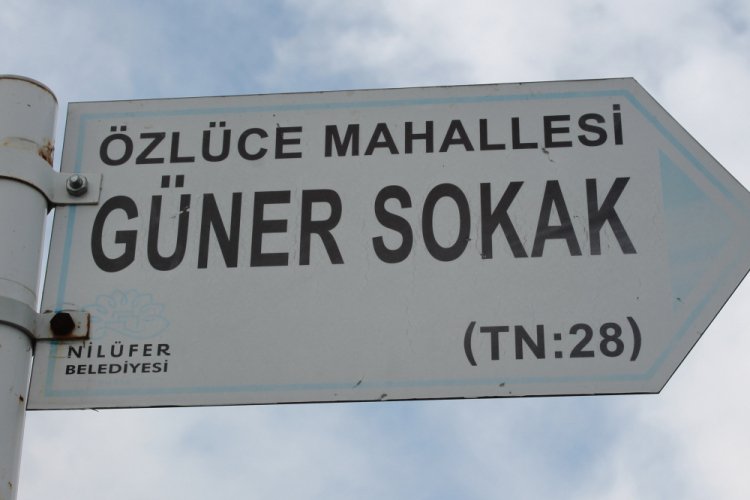 ÖZLÜCE MAHALLESİ
GÜNER SOKAK
(TN:28)
NİLÜFER
BELEDİYESİ